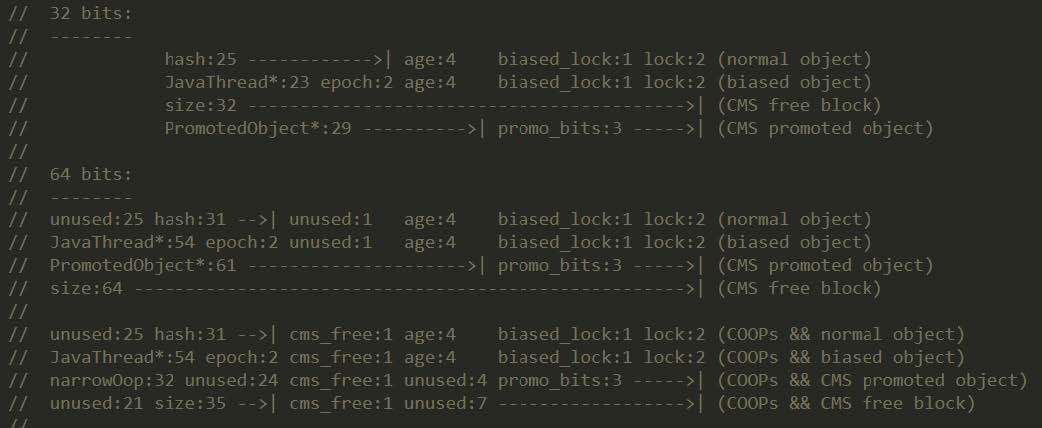 //  32 bits:
//  --------
//             hash:25 ------------>| age:4    biased_lock:1 lock:2 (normal object)
//             JavaThread*:23 epoch:2 age:4    biased_lock:1 lock:2 (biased object)
//             size:32 ------------------------------------------>| (CMS free block)
//             PromotedObject*:29 ---------->| promo_bits:3 ----->| (CMS promoted object)
//
//  64 bits:
//  --------
//  unused:25 hash:31 -->| unused:1   age:4    biased_lock:1 lock:2 (normal object)
//  JavaThread*:54 epoch:2 unused:1   age:4    biased_lock:1 lock:2 (biased object)
//  PromotedObject*:61 --------------------->| promo_bits:3 ----->| (CMS promoted object)
//  size:64 ----------------------------------------------------->| (CMS free block)
//
//  unused:25 hash:31 -->| cms_free:1 age:4    biased_lock:1 lock:2 (COOPs && normal object)
//  JavaThread*:54 epoch:2 cms_free:1 age:4    biased_lock:1 lock:2 (COOPs && biased object)
//  narrowOop:32 unused:24 cms_free:1 unused:4 promo_bits:3 ----->| (COOPs && CMS promoted object)
//  unused:21 size:35 -->| cms_free:1 unused:7 ------------------>| (COOPs && CMS free block)
//